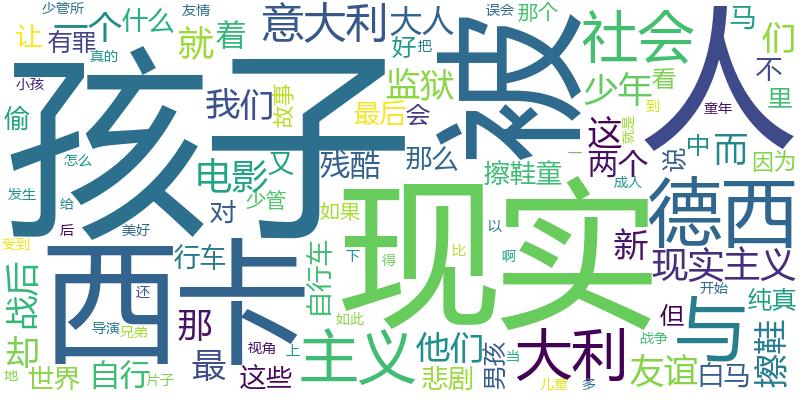 少管所
友情
误会
那个
一个
什么
意大利
大人
社会
人
马
让
有罪
就
着
好
把
被
们
真的
小孩
孩子
我们
故事
监狱
最后
会
少年
看
不
里
到
童年
偷
这
就是
怎么
电影
又
残酷
那么
擦鞋童
两个
一
说
中
而
因为
发生
给
少管
对
如果
现实
成人
德西
后
美好
受到
西卡
行车
自行车
下
得
比
以
啊
新
现实主义
战后
还
那
如此
开始
纯真
导演
兄弟
视角
上
主义
他们
当
大利
战争
但
与
擦鞋
却
最
地
世界
自行
片子
这些
悲剧
男孩
儿童
多
友谊
白马